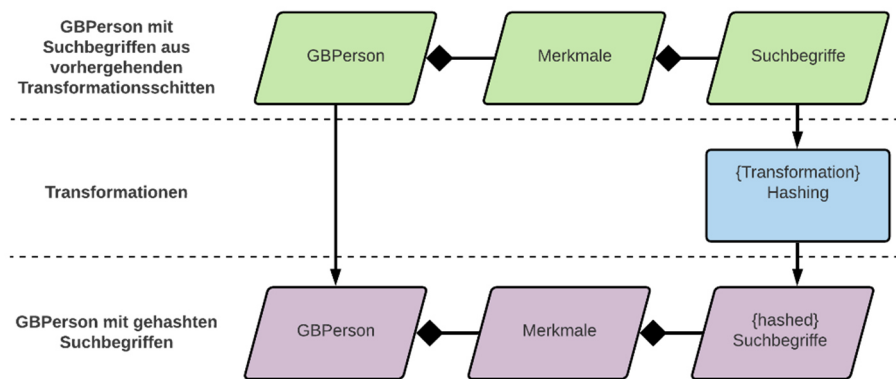 GBPerson mit
Suchbegriffen aus
vorhergehenden
Transformationsschitten
GBPerson
Merkmale
Suchbegriffe
Transformationen
{Transformation}
Hashing
GBPerson mit gehashten
Suchbegriffen
GBPerson
Merkmale
{hashed}
Suchbegriffe